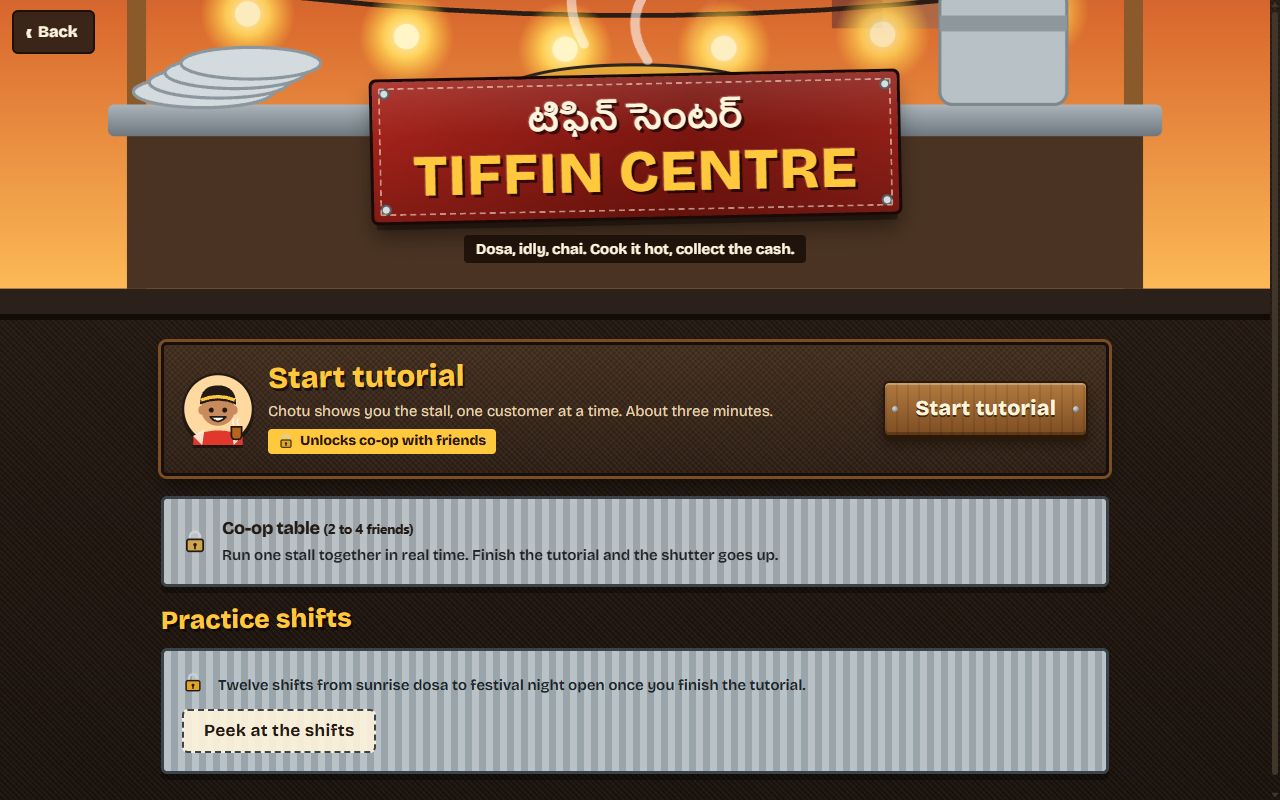 Back
టిఫిన్ సెంటర్
TIFFIN CENTRE
Dosa, idly, chai. Cook it hot, collect the cash.
Start tutorial
Chotu shows you the stall, one customer at a time. About three minutes.
Unlocks co-op with friends
Start tutorial
Co-op table (2 to 4 friends)
Run one stall together in real time. Finish the tutorial and the shutter goes up.
Practice shifts
Twelve shifts from sunrise dosa to festival night open once you finish the tutorial.
Peek at the shifts